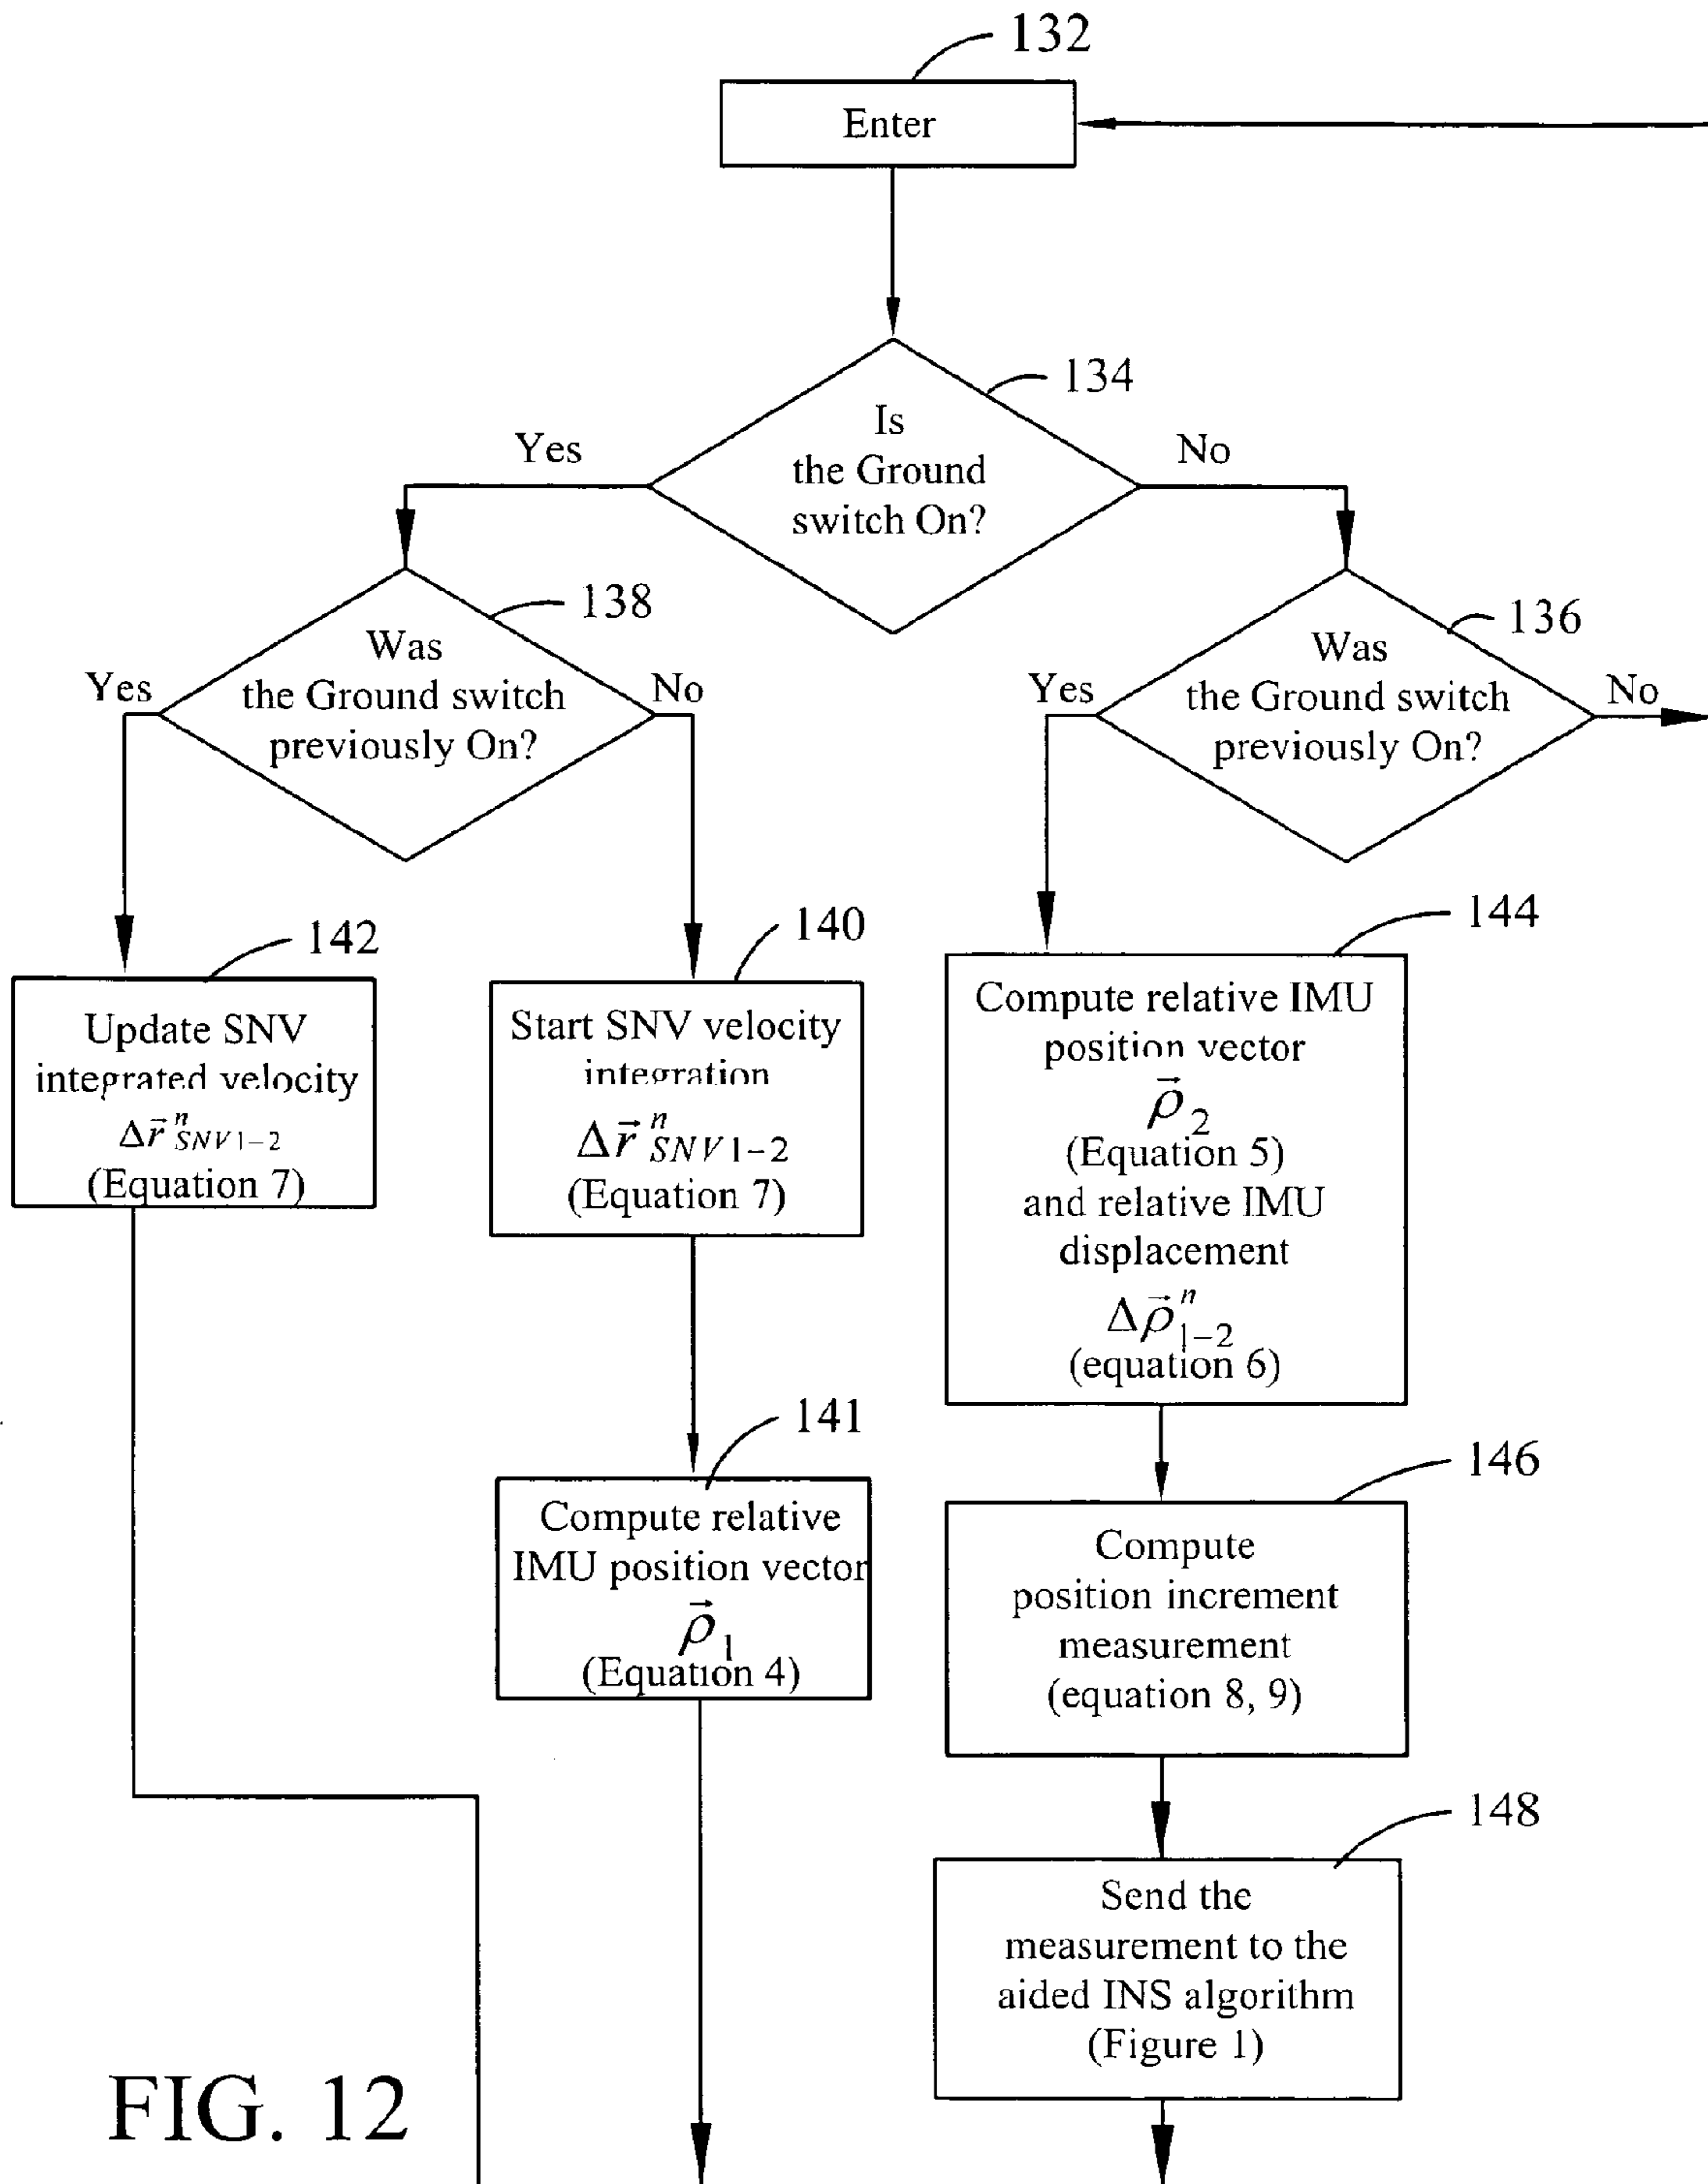 132
Enter
134
Is
the Ground
switch On?
Yes
No
138
Was
the Ground switch
previously On?
Yes
No
136
Was
the Ground switch
previously On?
Yes
No
142
Update SNV
integrated velocity
Δr⃗ⁿ_SNV1−2
(Equation 7)
140
Start SNV velocity
integration
Δr⃗ⁿ_SNV1−2
(Equation 7)
144
Compute relative IMU
position vector
ρ⃗₂
(Equation 5)
and relative IMU
displacement
Δρ⃗ⁿ₁₋₂
(equation 6)
141
Compute relative
IMU position vector
ρ⃗₁
(Equation 4)
146
Compute
position increment
measurement
(equation 8, 9)
148
Send the
measurement to the
aided INS algorithm
(Figure 1)
FIG. 12